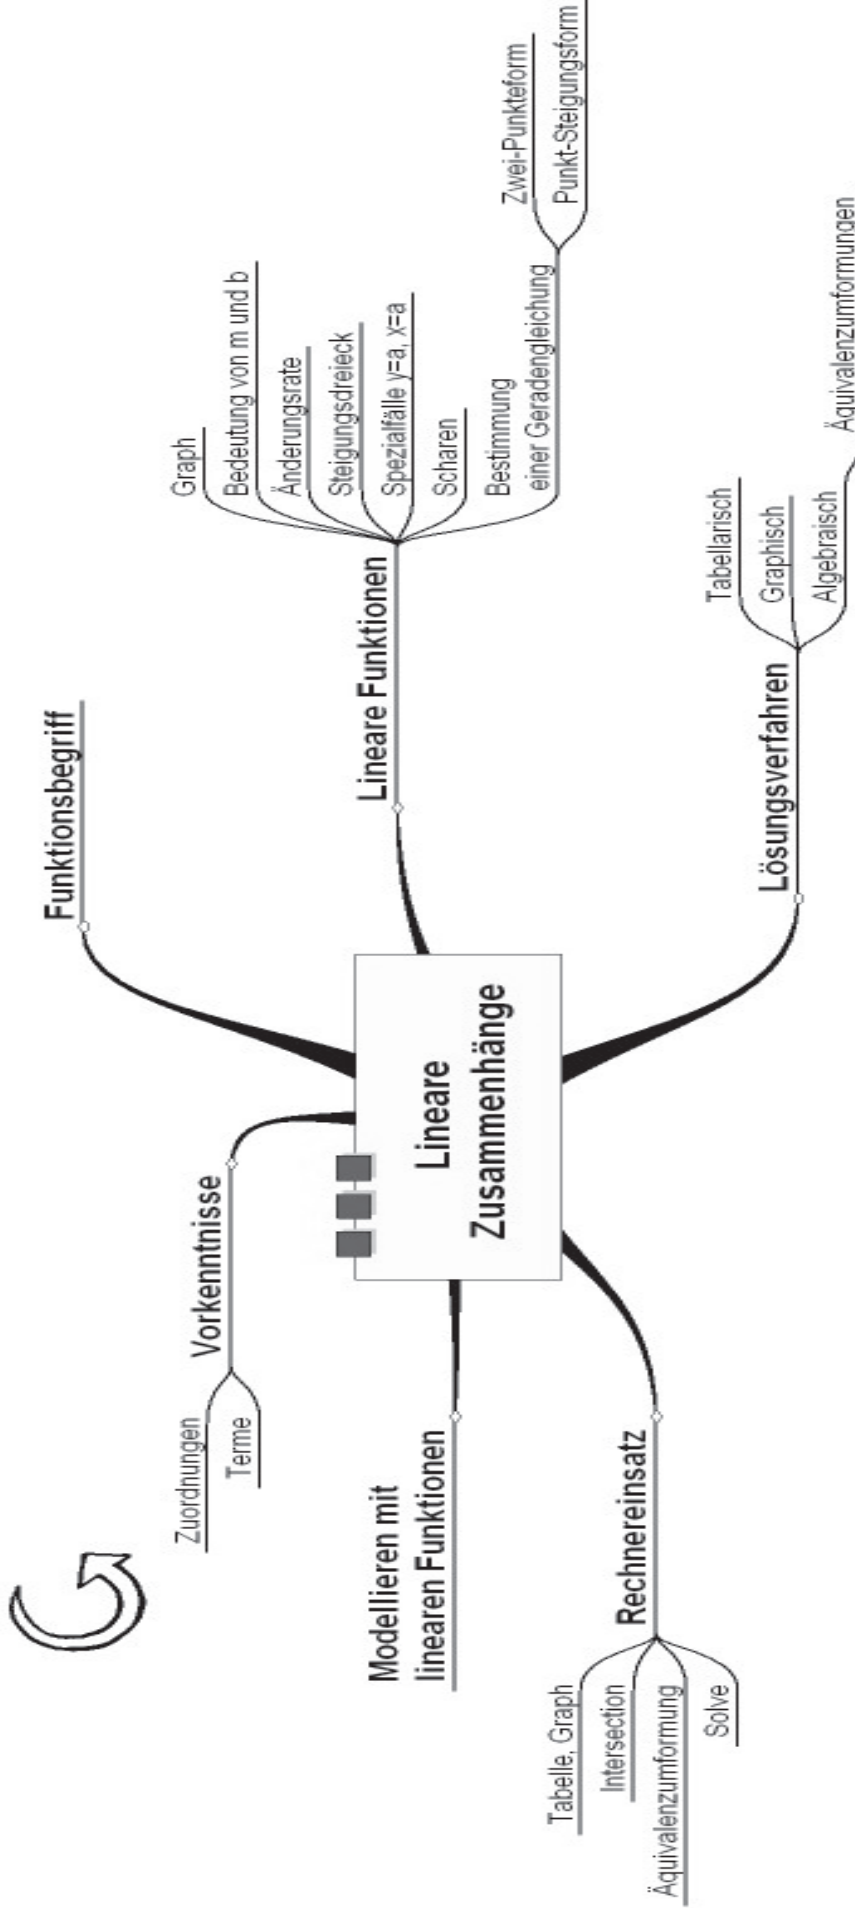 Lineare
Zusammenhänge
Vorkenntnisse
Zuordnungen
Terme
Funktionsbegriff
Lineare Funktionen
Graph
Bedeutung von m und b
Änderungsrate
Steigungsdreieck
Spezialfälle y=a, x=a
Scharen
Bestimmung
einer Geradengleichung
Zwei-Punkteform
Punkt-Steigungsform
Lösungsverfahren
Tabellarisch
Graphisch
Algebraisch
Äquivalenzumformungen
Rechnereinsatz
Tabelle, Graph
Intersection
Äquivalenzumformung
Solve
Modellieren mit
linearen Funktionen